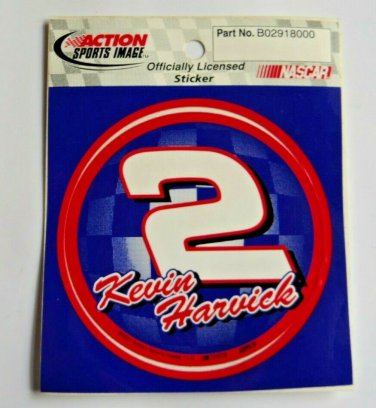 ACTION
SPORTS IMAGE
Part No. B02918000
Officially Licensed
Sticker
NASCAR
2
Kevin
Harvick